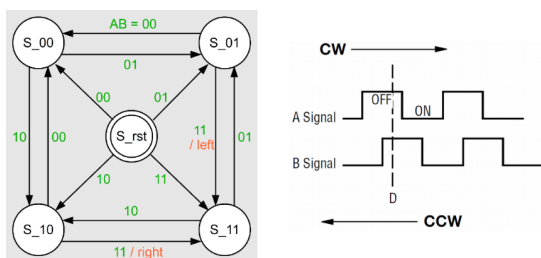 AB = 00
S_00
S_01
01
00
01
10
00
S_rst
11
/ left
01
10
11
10
S_10
S_11
11 / right
CW
OFF
ON
A Signal
B Signal
D
CCW